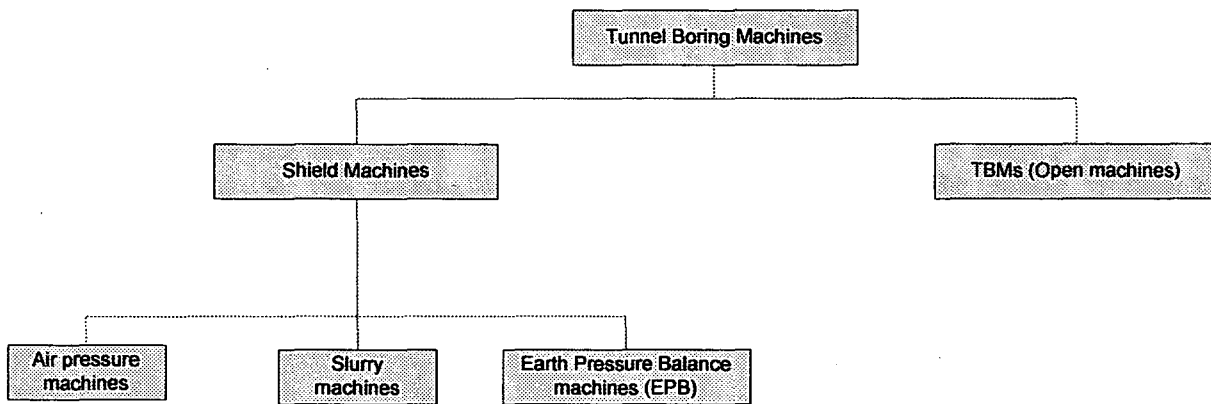 Tunnel Boring Machines
Shield Machines
TBMs (Open machines)
Air pressure
machines
Slurry
machines
Earth Pressure Balance
machines (EPB)